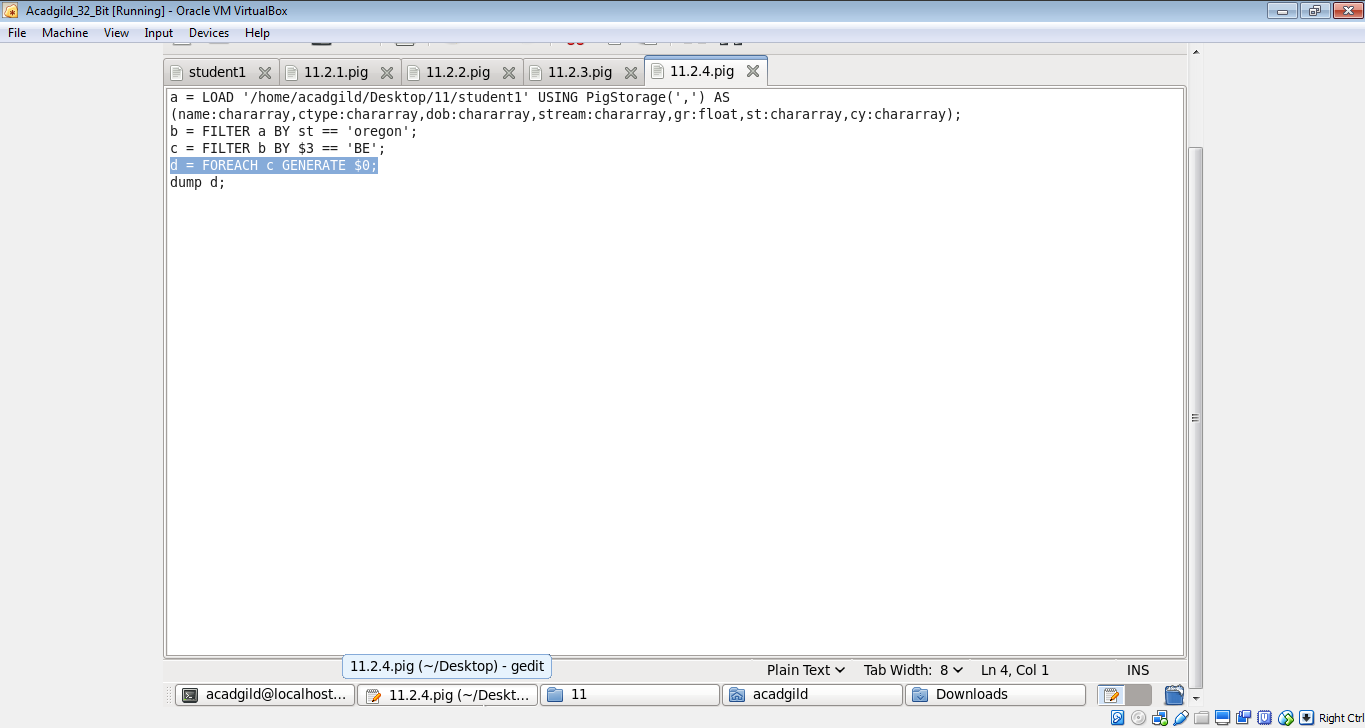 Acadgild_32_Bit [Running] - Oracle VM VirtualBox
File Machine View Input Devices Help
student1 11.2.1.pig 11.2.2.pig 11.2.3.pig 11.2.4.pig
a = LOAD '/home/acadgild/Desktop/11/student1' USING PigStorage(',') AS
(name:chararray,ctype:chararray,dob:chararray,stream:chararray,gr:float,st:chararray,cy:chararray);
b = FILTER a BY st == 'oregon';
c = FILTER b BY $3 == 'BE';
d = FOREACH c GENERATE $0;
dump d;
11.2.4.pig (~/Desktop) - gedit
Plain Text Tab Width: 8 Ln 4, Col 1 INS
acadgild@localhost... 11.2.4.pig (~/Deskt... 11 acadgild Downloads
Right Ctrl